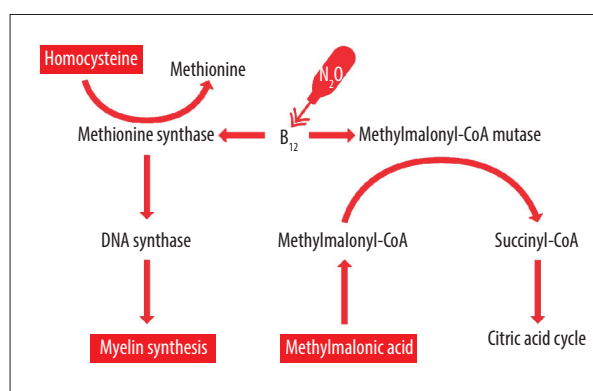 Homocysteine
Methionine
N₂O
Methionine synthase
B₁₂
Methylmalonyl-CoA mutase
DNA synthase
Methylmalonyl-CoA
Succinyl-CoA
Myelin synthesis
Methylmalonic acid
Citric acid cycle